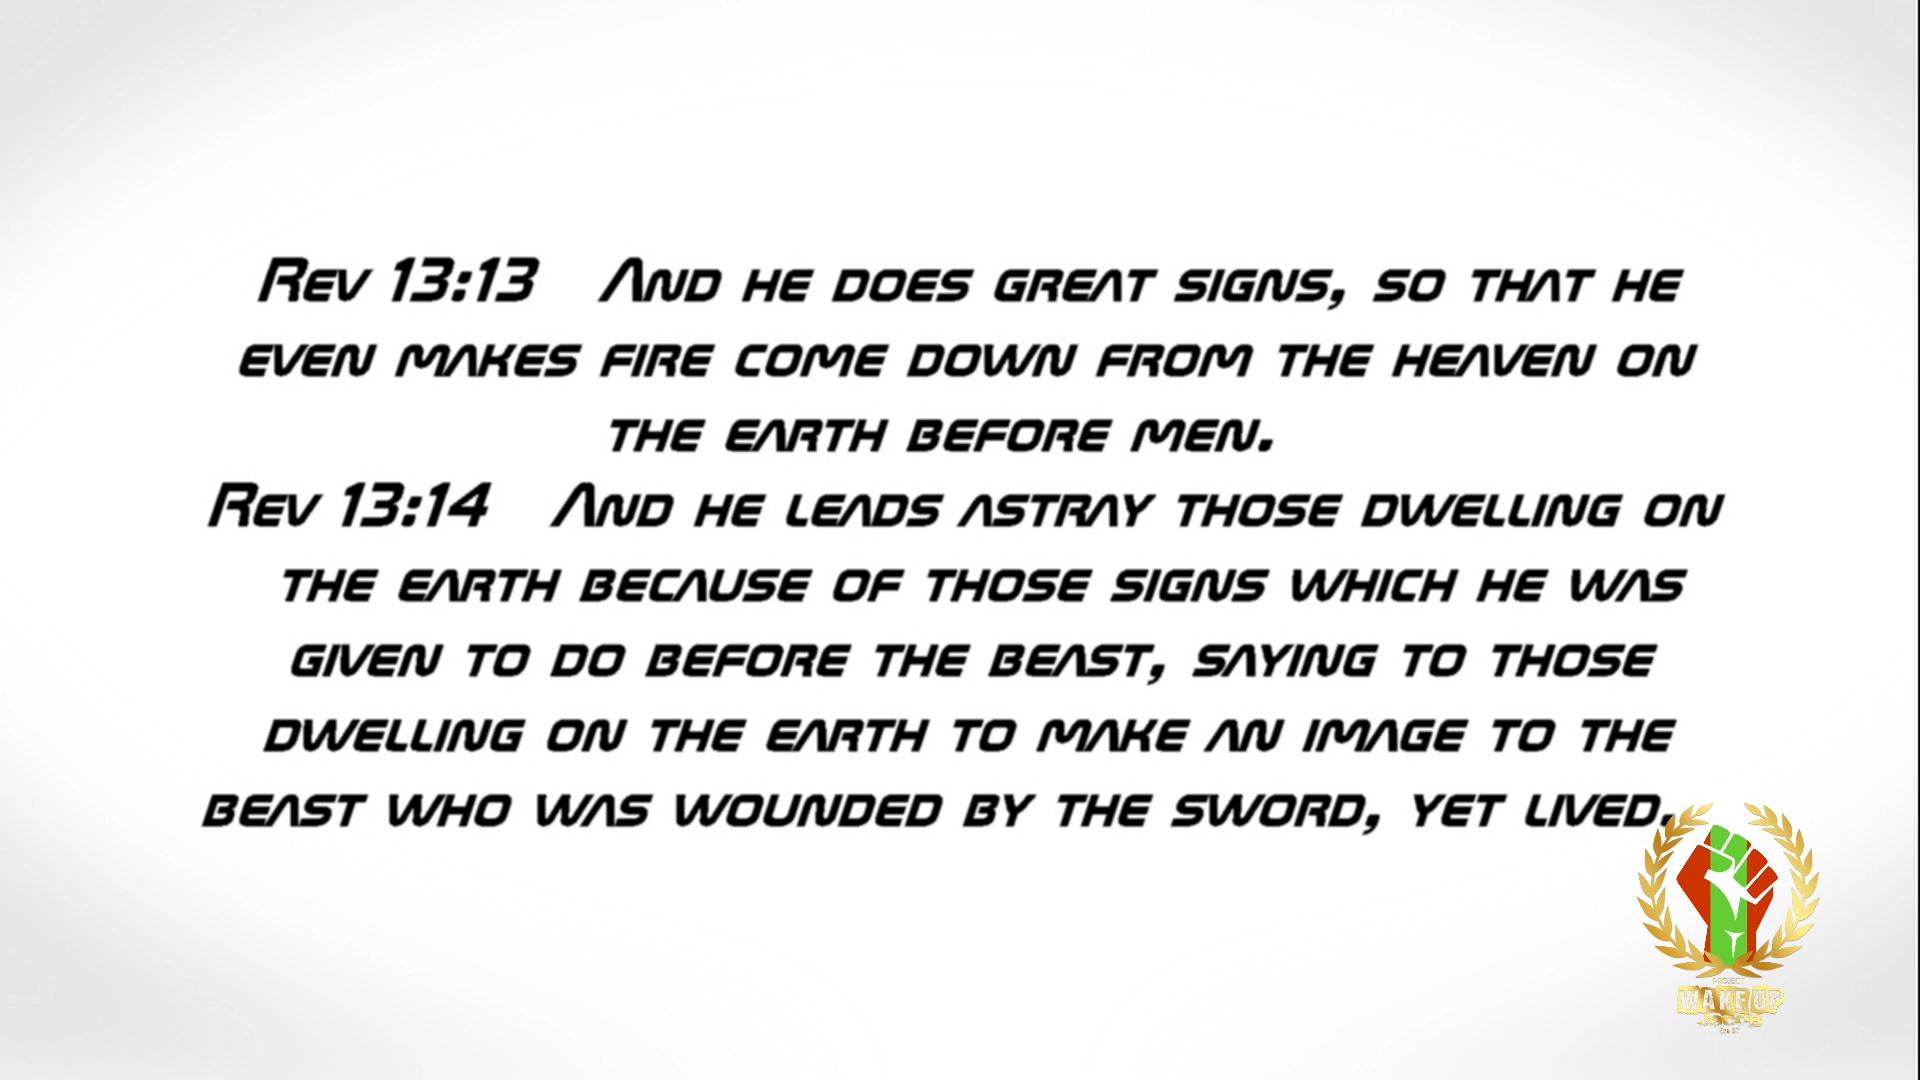 Rev 13:13 And he does great signs, so that he
even makes fire come down from the heaven on
the earth before men.
Rev 13:14 And he leads astray those dwelling on
the earth because of those signs which he was
given to do before the beast, saying to those
dwelling on the earth to make an image to the
beast who was wounded by the sword, yet lived.
PROJECT
WAKE UP
Jacob